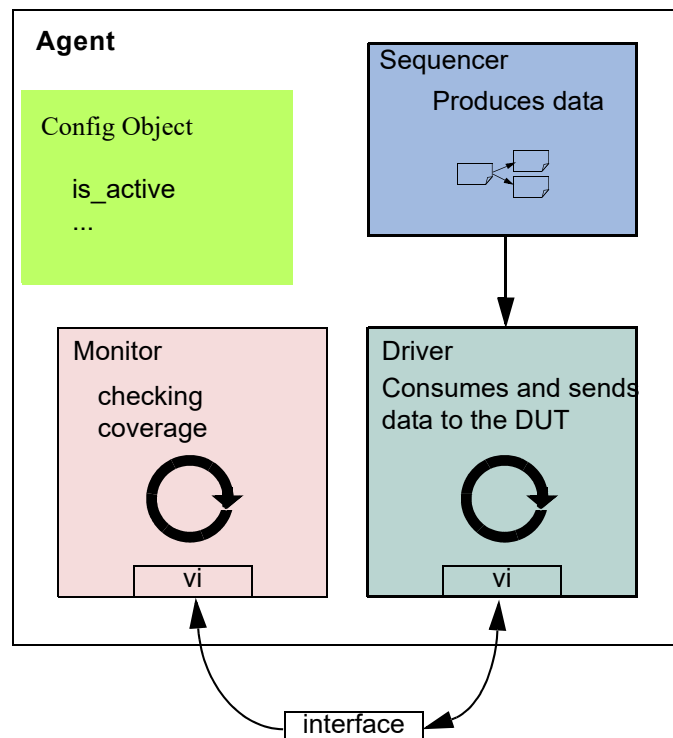 Agent
Config Object
is_active
...
Sequencer
Produces data
Monitor
checking
coverage
vi
Driver
Consumes and sends
data to the DUT
vi
interface